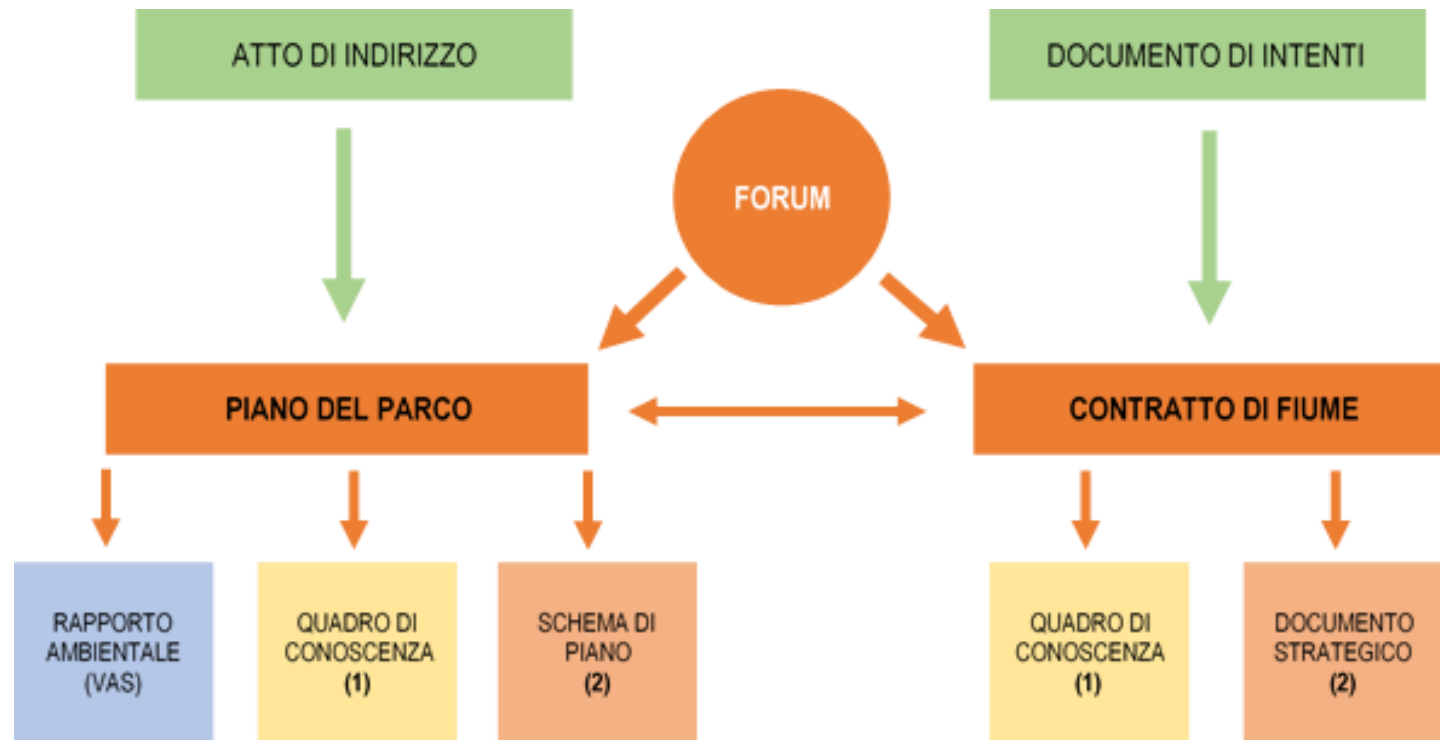 ATTO DI INDIRIZZO
DOCUMENTO DI INTENTI
FORUM
PIANO DEL PARCO
CONTRATTO DI FIUME
RAPPORTO
AMBIENTALE
(VAS)
QUADRO DI
CONOSCENZA
(1)
SCHEMA DI
PIANO
(2)
QUADRO DI
CONOSCENZA
(1)
DOCUMENTO
STRATEGICO
(2)